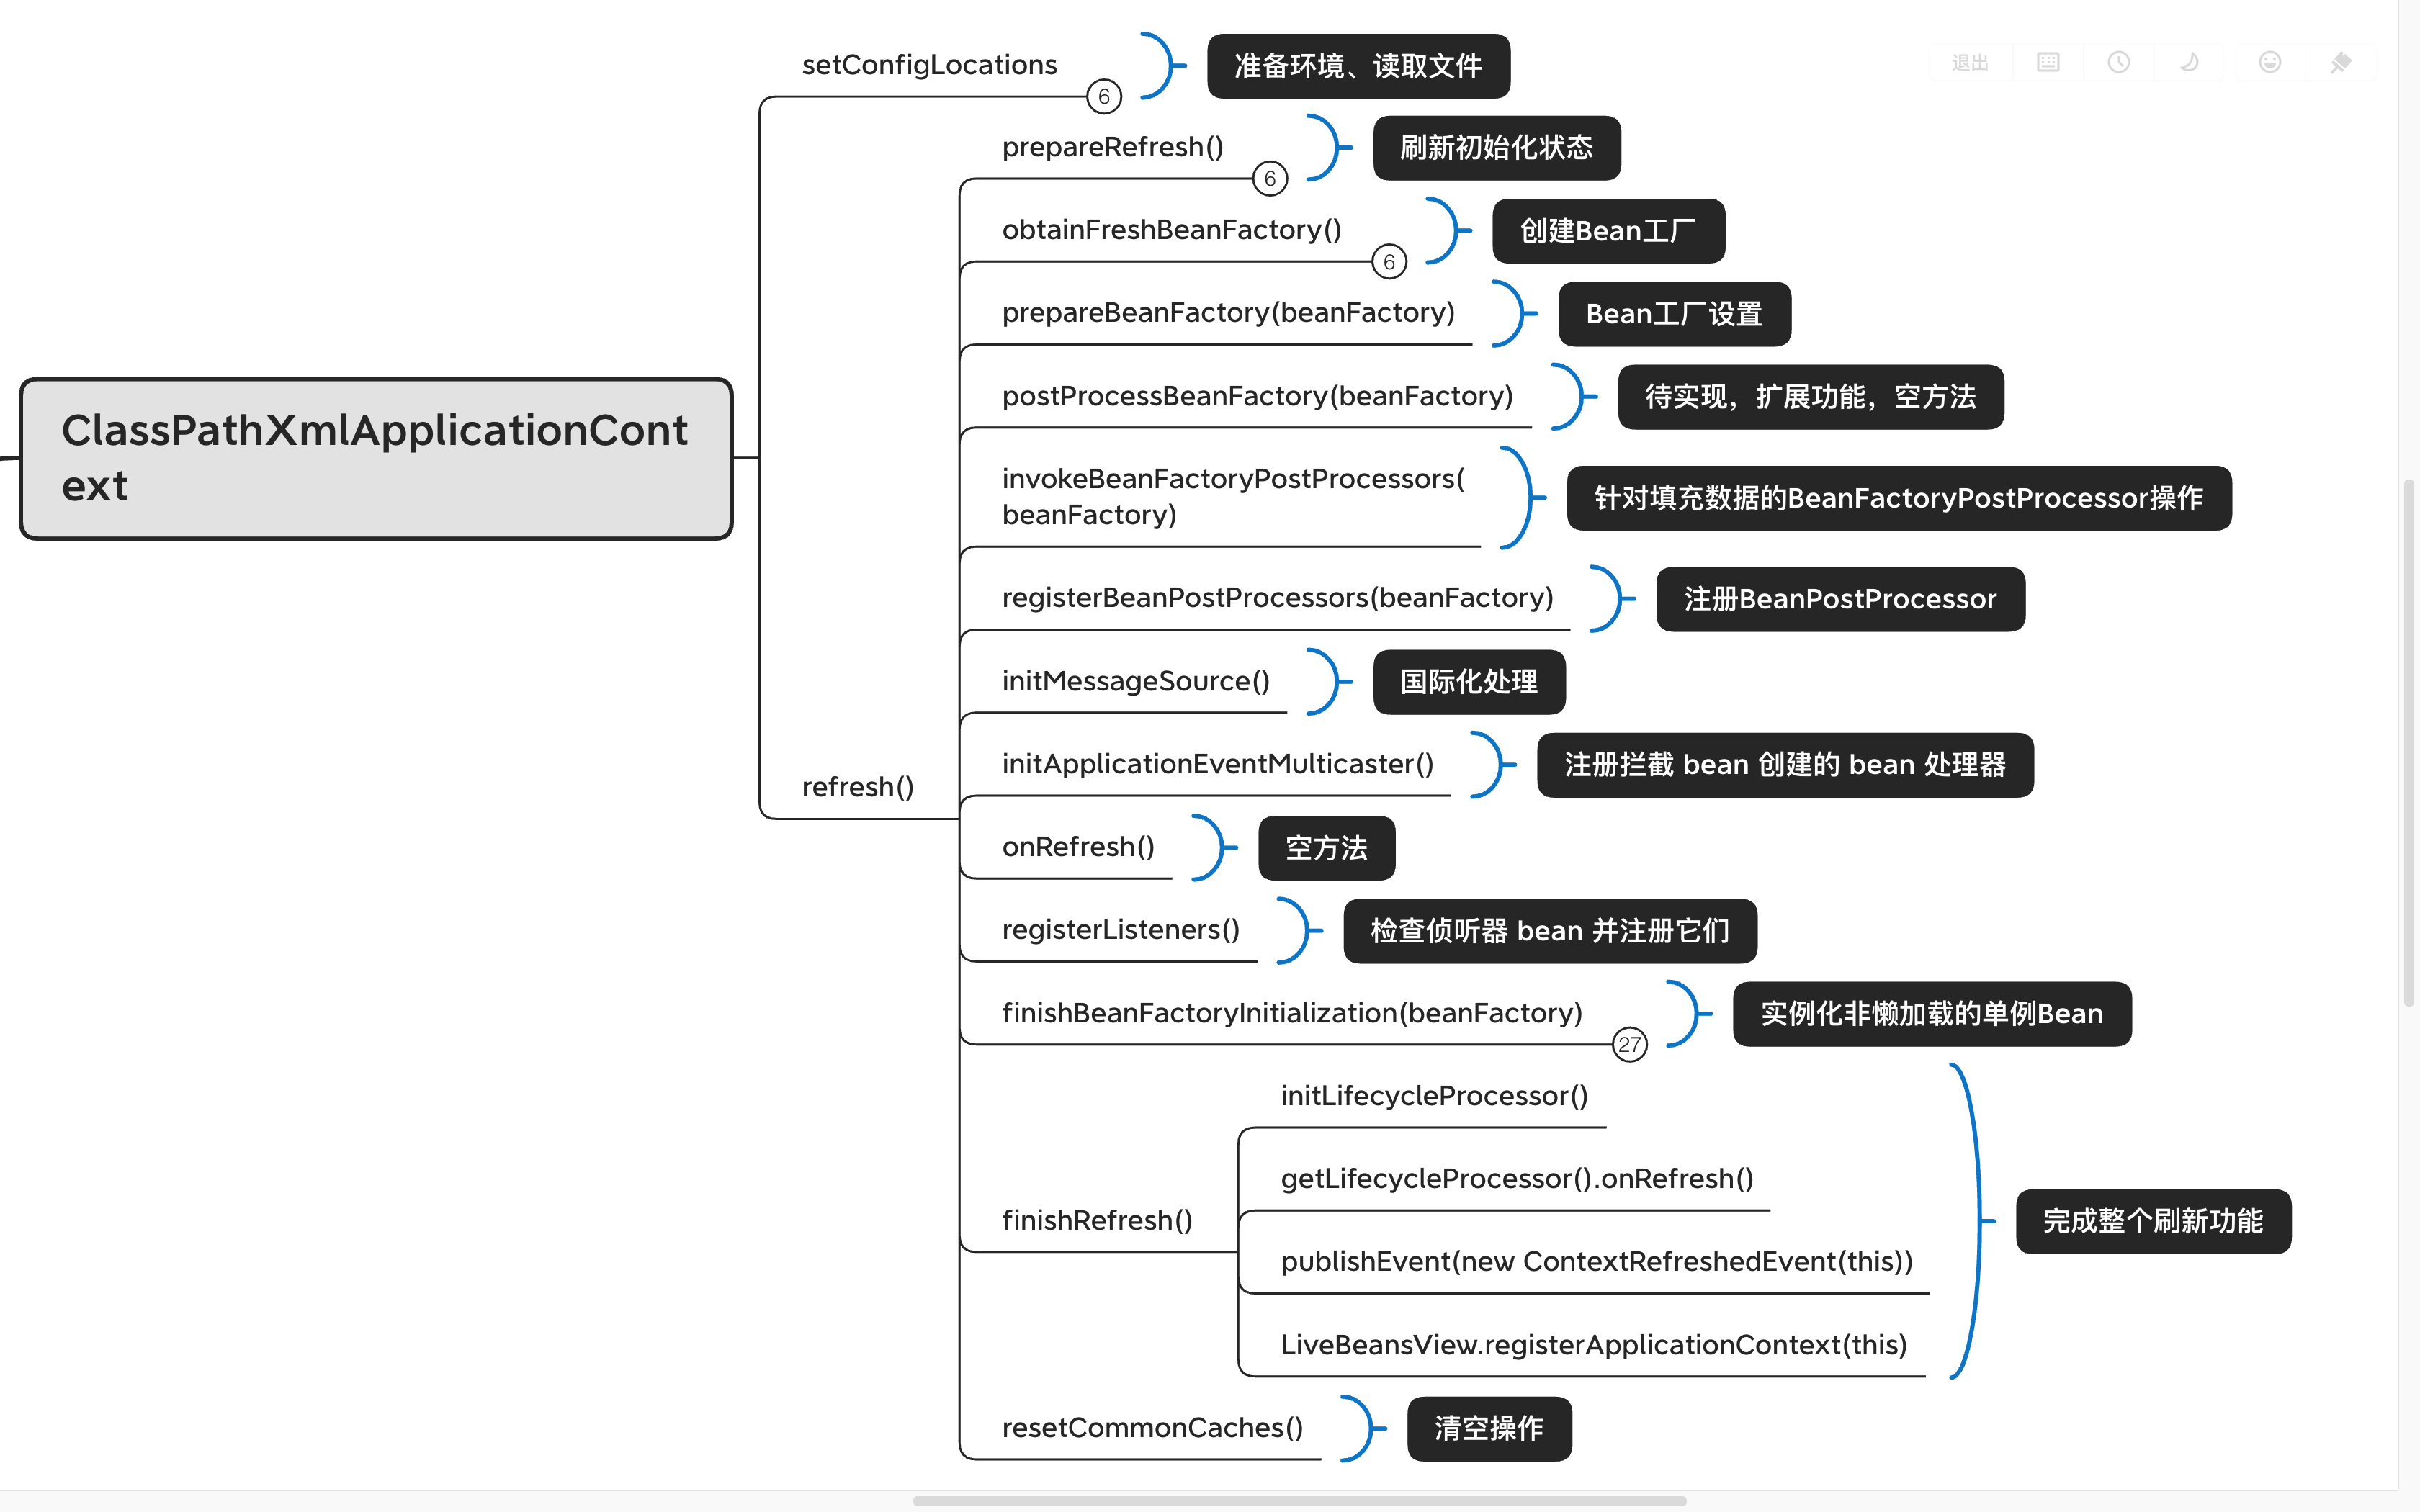 退出
setConfigLocations
6
准备环境、读取文件
prepareRefresh()
6
刷新初始化状态
obtainFreshBeanFactory()
6
创建Bean工厂
prepareBeanFactory(beanFactory)
Bean工厂设置
postProcessBeanFactory(beanFactory)
待实现，扩展功能，空方法
ClassPathXmlApplicationCont
ext
invokeBeanFactoryPostProcessors(
beanFactory)
针对填充数据的BeanFactoryPostProcessor操作
registerBeanPostProcessors(beanFactory)
注册BeanPostProcessor
initMessageSource()
国际化处理
initApplicationEventMulticaster()
注册拦截 bean 创建的 bean 处理器
refresh()
onRefresh()
空方法
registerListeners()
检查侦听器 bean 并注册它们
finishBeanFactoryInitialization(beanFactory)
27
实例化非懒加载的单例Bean
finishRefresh()
initLifecycleProcessor()
getLifecycleProcessor().onRefresh()
publishEvent(new ContextRefreshedEvent(this))
LiveBeansView.registerApplicationContext(this)
完成整个刷新功能
resetCommonCaches()
清空操作